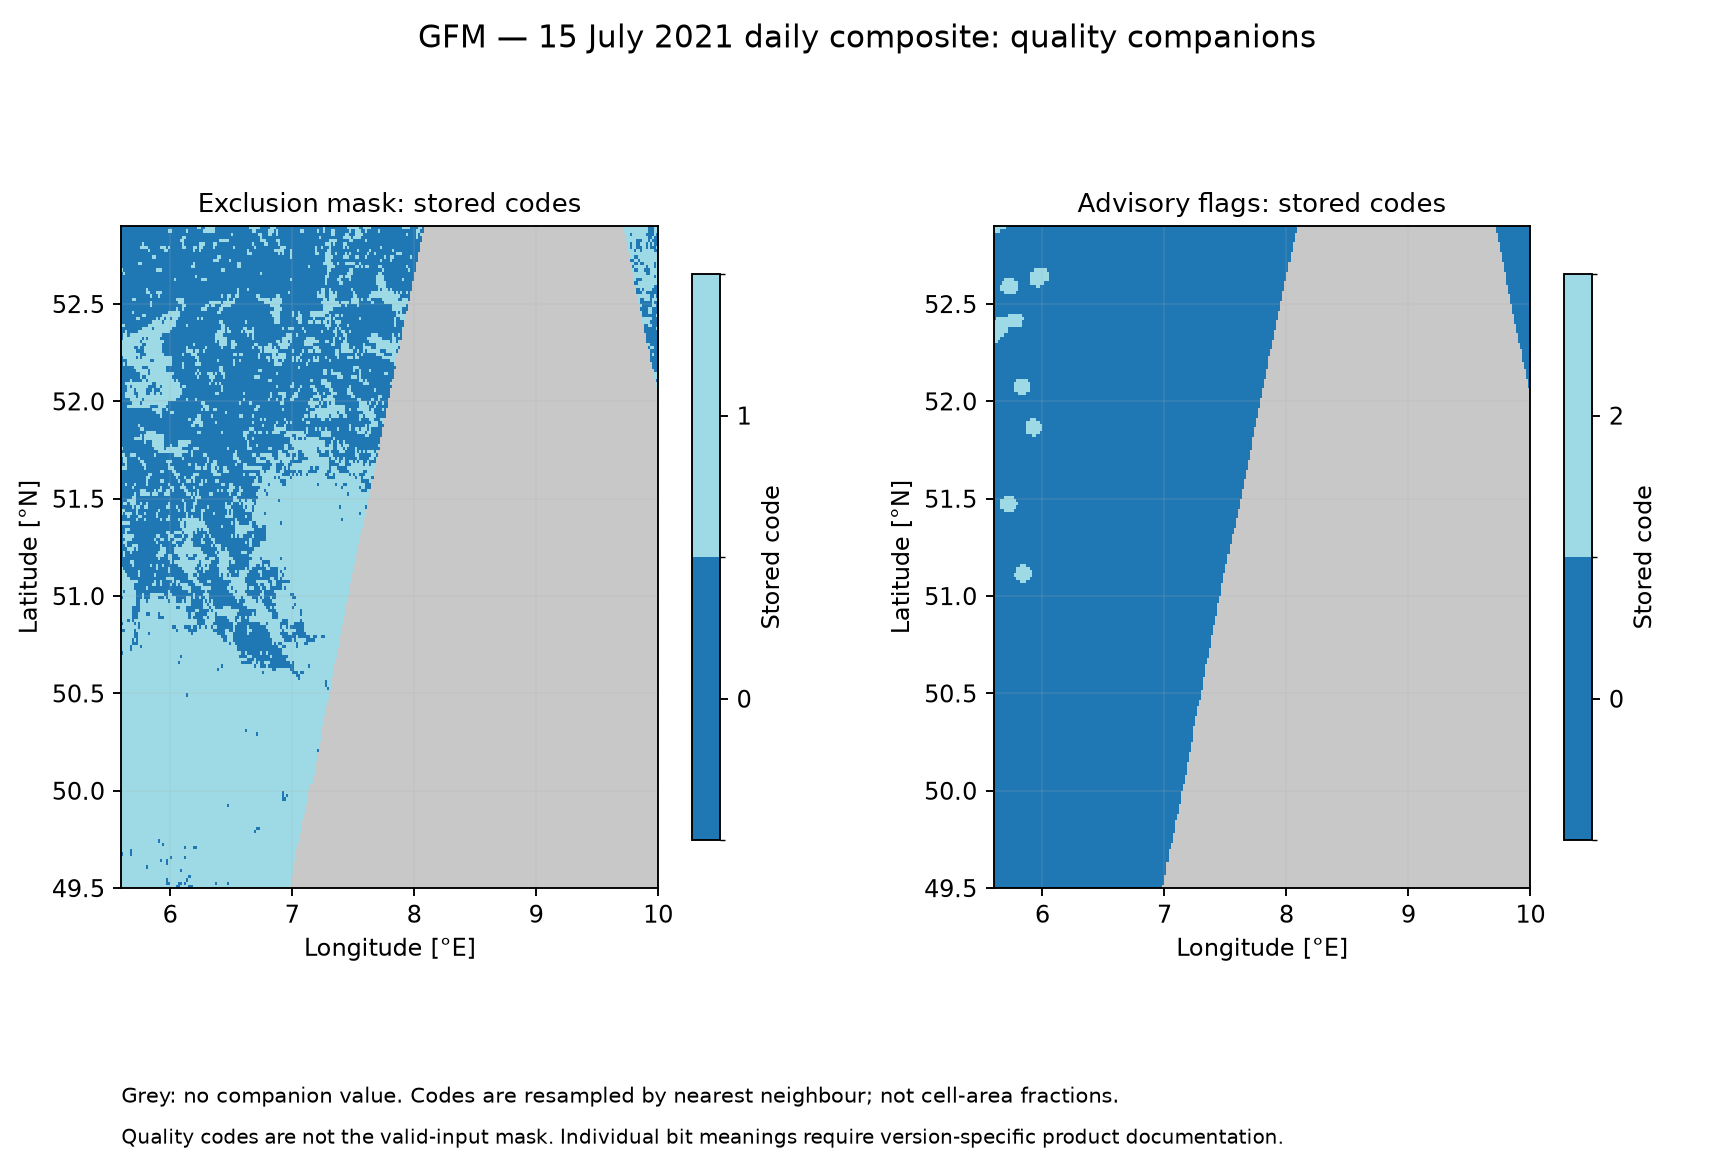 GFM — 15 July 2021 daily composite: quality companions
Exclusion mask: stored codes
Latitude [°N]
52.5
52.0
51.5
51.0
50.5
50.0
49.5
6 7 8 9 10
Longitude [°E]
1
0
Stored code
Advisory flags: stored codes
Latitude [°N]
52.5
52.0
51.5
51.0
50.5
50.0
49.5
6 7 8 9 10
Longitude [°E]
2
0
Stored code
Grey: no companion value. Codes are resampled by nearest neighbour; not cell-area fractions.
Quality codes are not the valid-input mask. Individual bit meanings require version-specific product documentation.